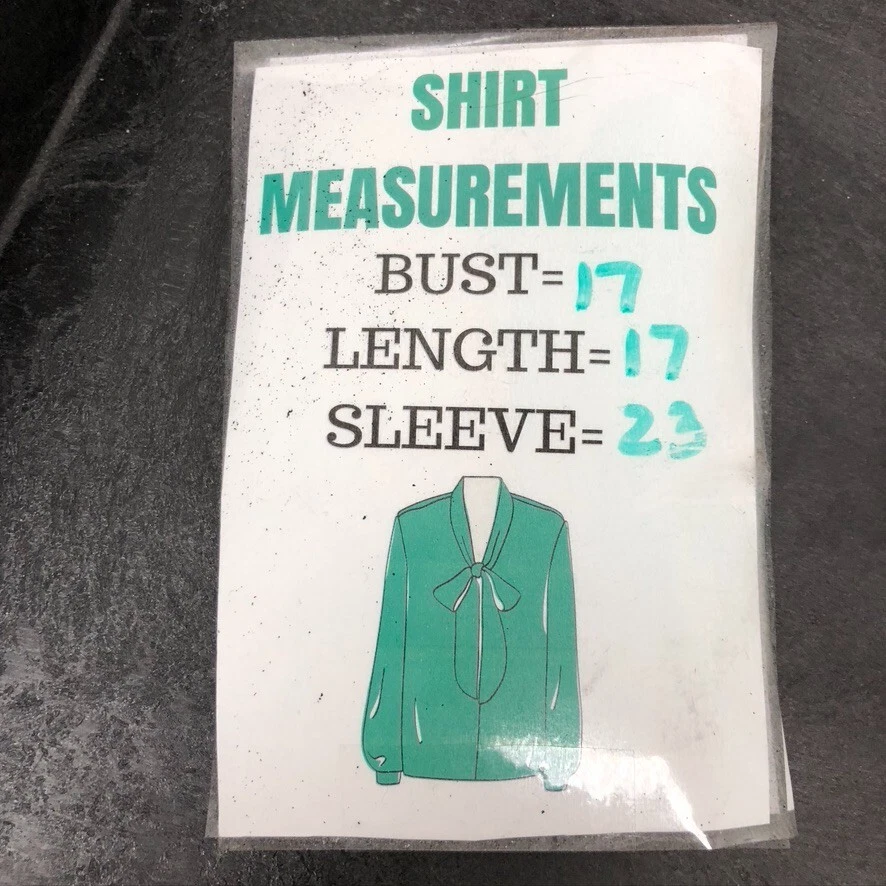 SHIRT
MEASUREMENTS
BUST= 17
LENGTH= 17
SLEEVE= 23